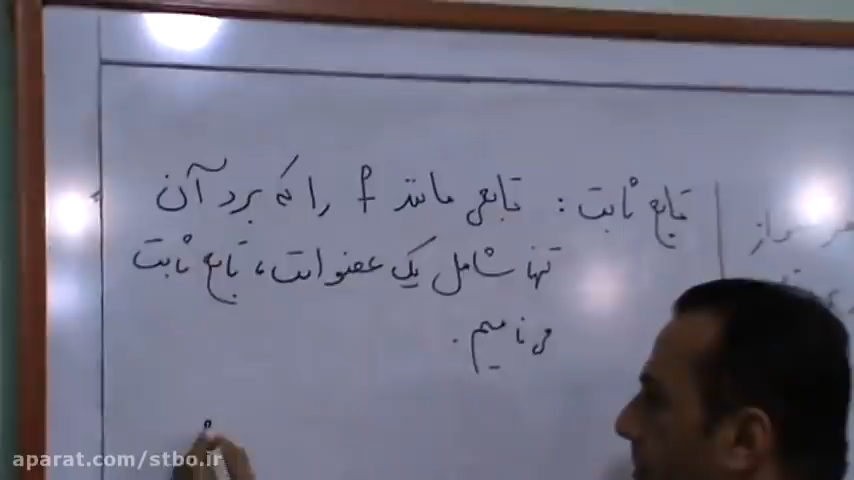 تابع ثابت : تابعی مانند f را که برد آن
تنها شامل یک عضو است، تابع ثابت
می نامیم.
aparat.com/stbo.ir